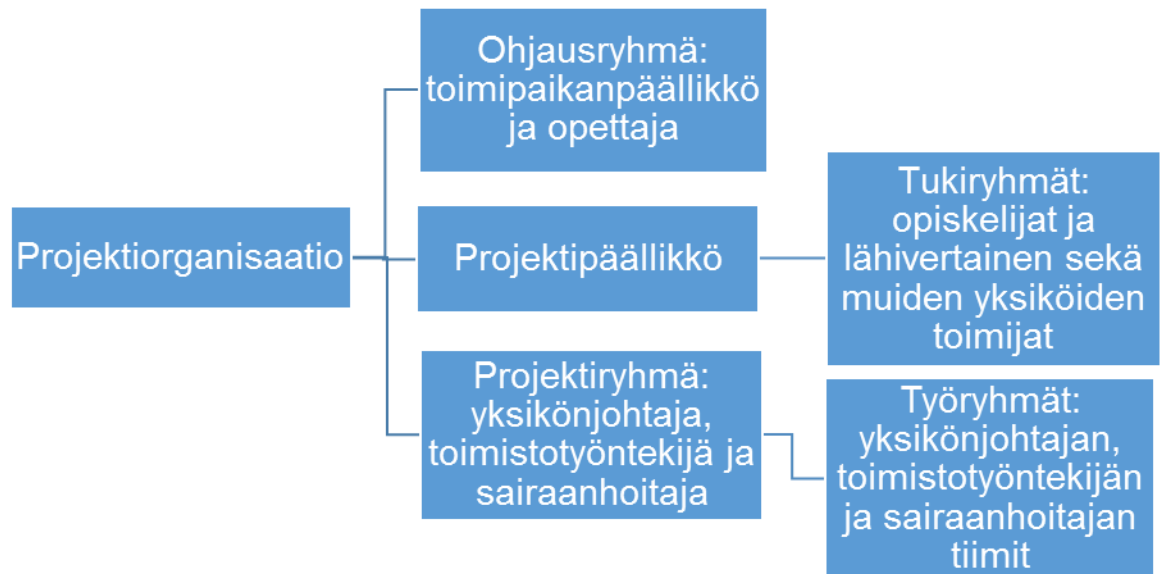 Projektiorganisaatio
Ohjausryhmä:
toimipaikanpäällikkö
ja opettaja
Projektipäällikkö
Tukiryhmät:
opiskelijat ja
lähivertainen sekä
muiden yksiköiden
toimijat
Projektiryhmä:
yksikönjohtaja,
toimistotyöntekijä ja
sairaanhoitaja
Työryhmät:
yksikönjohtajan,
toimistotyöntekijän
ja sairaanhoitajan
tiimit